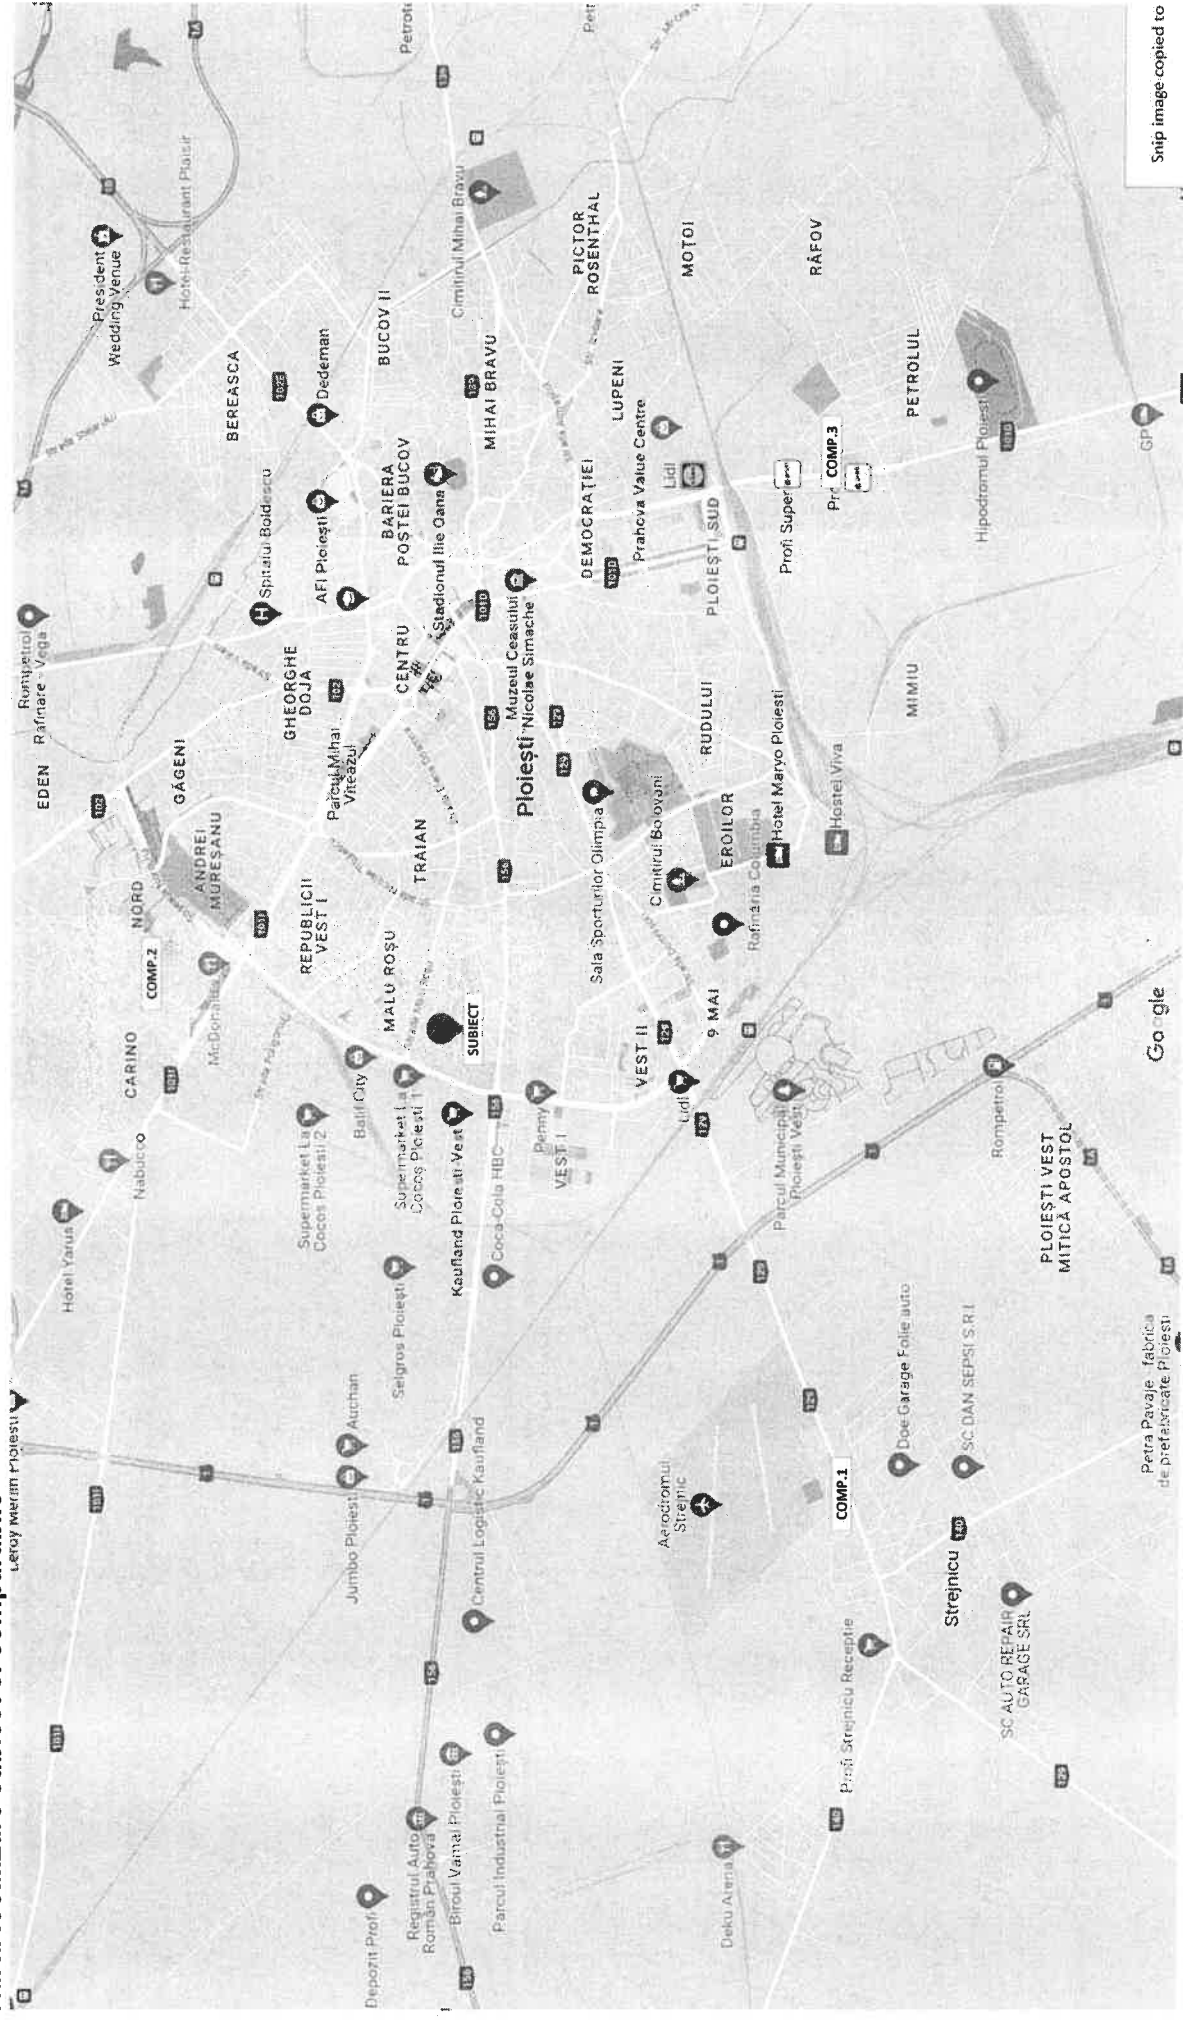 Leroy Merlin Ploiești
Hotel Yarus
Nabucco
CARINO
COMP.2
NORD
McDonald's
ANDREI
MUREȘANU
GĂGENI
EDEN
Rompetrol
Rafinare - Vega
Spitalul Boldescu
BEREASCA
President
Wedding Venue
Hotel-Restaurant Plaisir
Dedeman
AFI Ploiești
GHEORGHE
DOJA
Parcul Mihai
Viteazul
REPUBLICII
VEST I
Supermarket La
Cocoș Ploiesti 2
Jumbo Ploiești
Auchan
Selgros Ploiești
Supermarket La
Cocoș Ploiești 1
MALU ROȘU
SUBIECT
TRAIAN
CENTRU
BARIERA
POȘTEI BUCOV
BUCOV II
Stadionul Ilie Oană
Cimitirul Mihai Bravu
MIHAI BRAVU
Depozit Profi
Registrul Auto
Român Prahova
Biroul Vamal Ploiești
Parcul Industrial Ploiești
Centrul Logistic Kaufland
Kaufland Ploiești Vest
Coca-Cola HBC
Penny
VEST I
Ploiești
Muzeul Ceasului
"Nicolae Simache
DEMOCRAȚIEI
LUPENI
PICTOR
ROSENTHAL
Prahova Value Centre
Lidl
MOTOI
RÂFOV
PLOIEȘTI SUD
Sala Sporturilor Olimpia
Cimitirul Bolovani
RUDULUI
EROILOR
Rafinăria Columbia
Hotel Maryo Ploiesti
Hostel Viva
MIMIU
VEST II
9 MAI
Lidl
Parcul Municipal
Ploiești Vest
Aerodromul
Strejnic
Deku Arena
Profi Strejnicu Receptie
COMP.1
Doe Garage Folie auto
SC DAN SEPSI S.R.L
Strejnicu
SC AUTO REPAIR
GARAGE SRL
Rompetrol
PLOIEȘTI VEST
MITICĂ APOSTOL
Petra Pavaje - fabrica
de prefabricate Ploiești
Profi Super
COMP.3
PETROLUL
Hipodromul Ploiești
Google
Snip image copied to